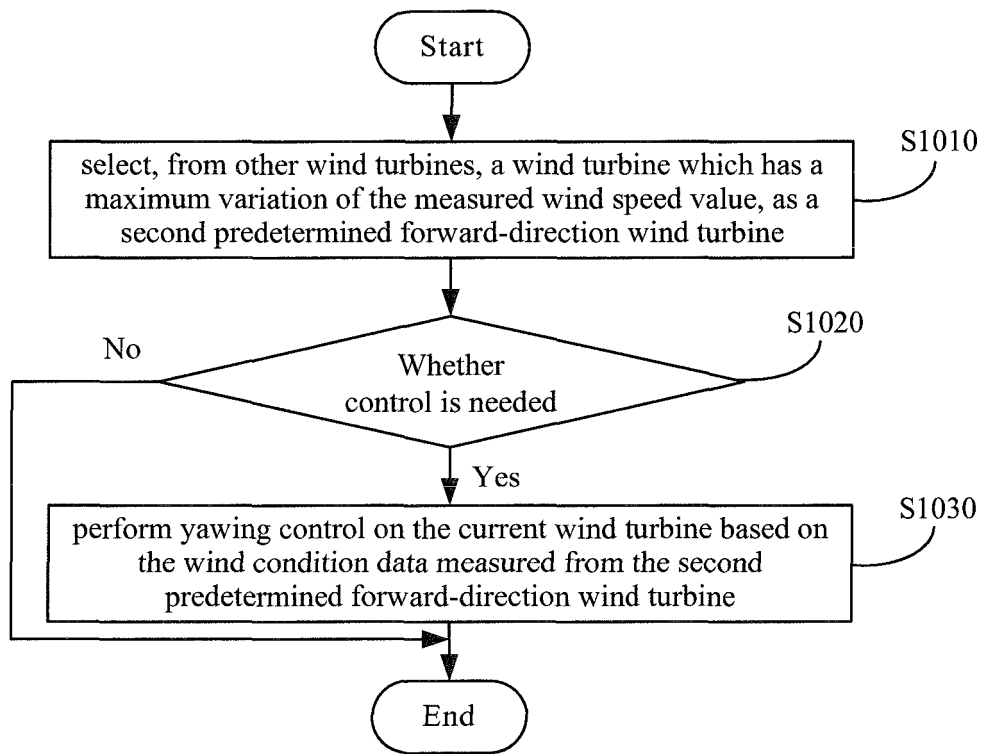 Start
S1010
select, from other wind turbines, a wind turbine which has a
maximum variation of the measured wind speed value, as a
second predetermined forward-direction wind turbine
S1020
No
Whether
control is needed
Yes
S1030
perform yawing control on the current wind turbine based on
the wind condition data measured from the second
predetermined forward-direction wind turbine
End